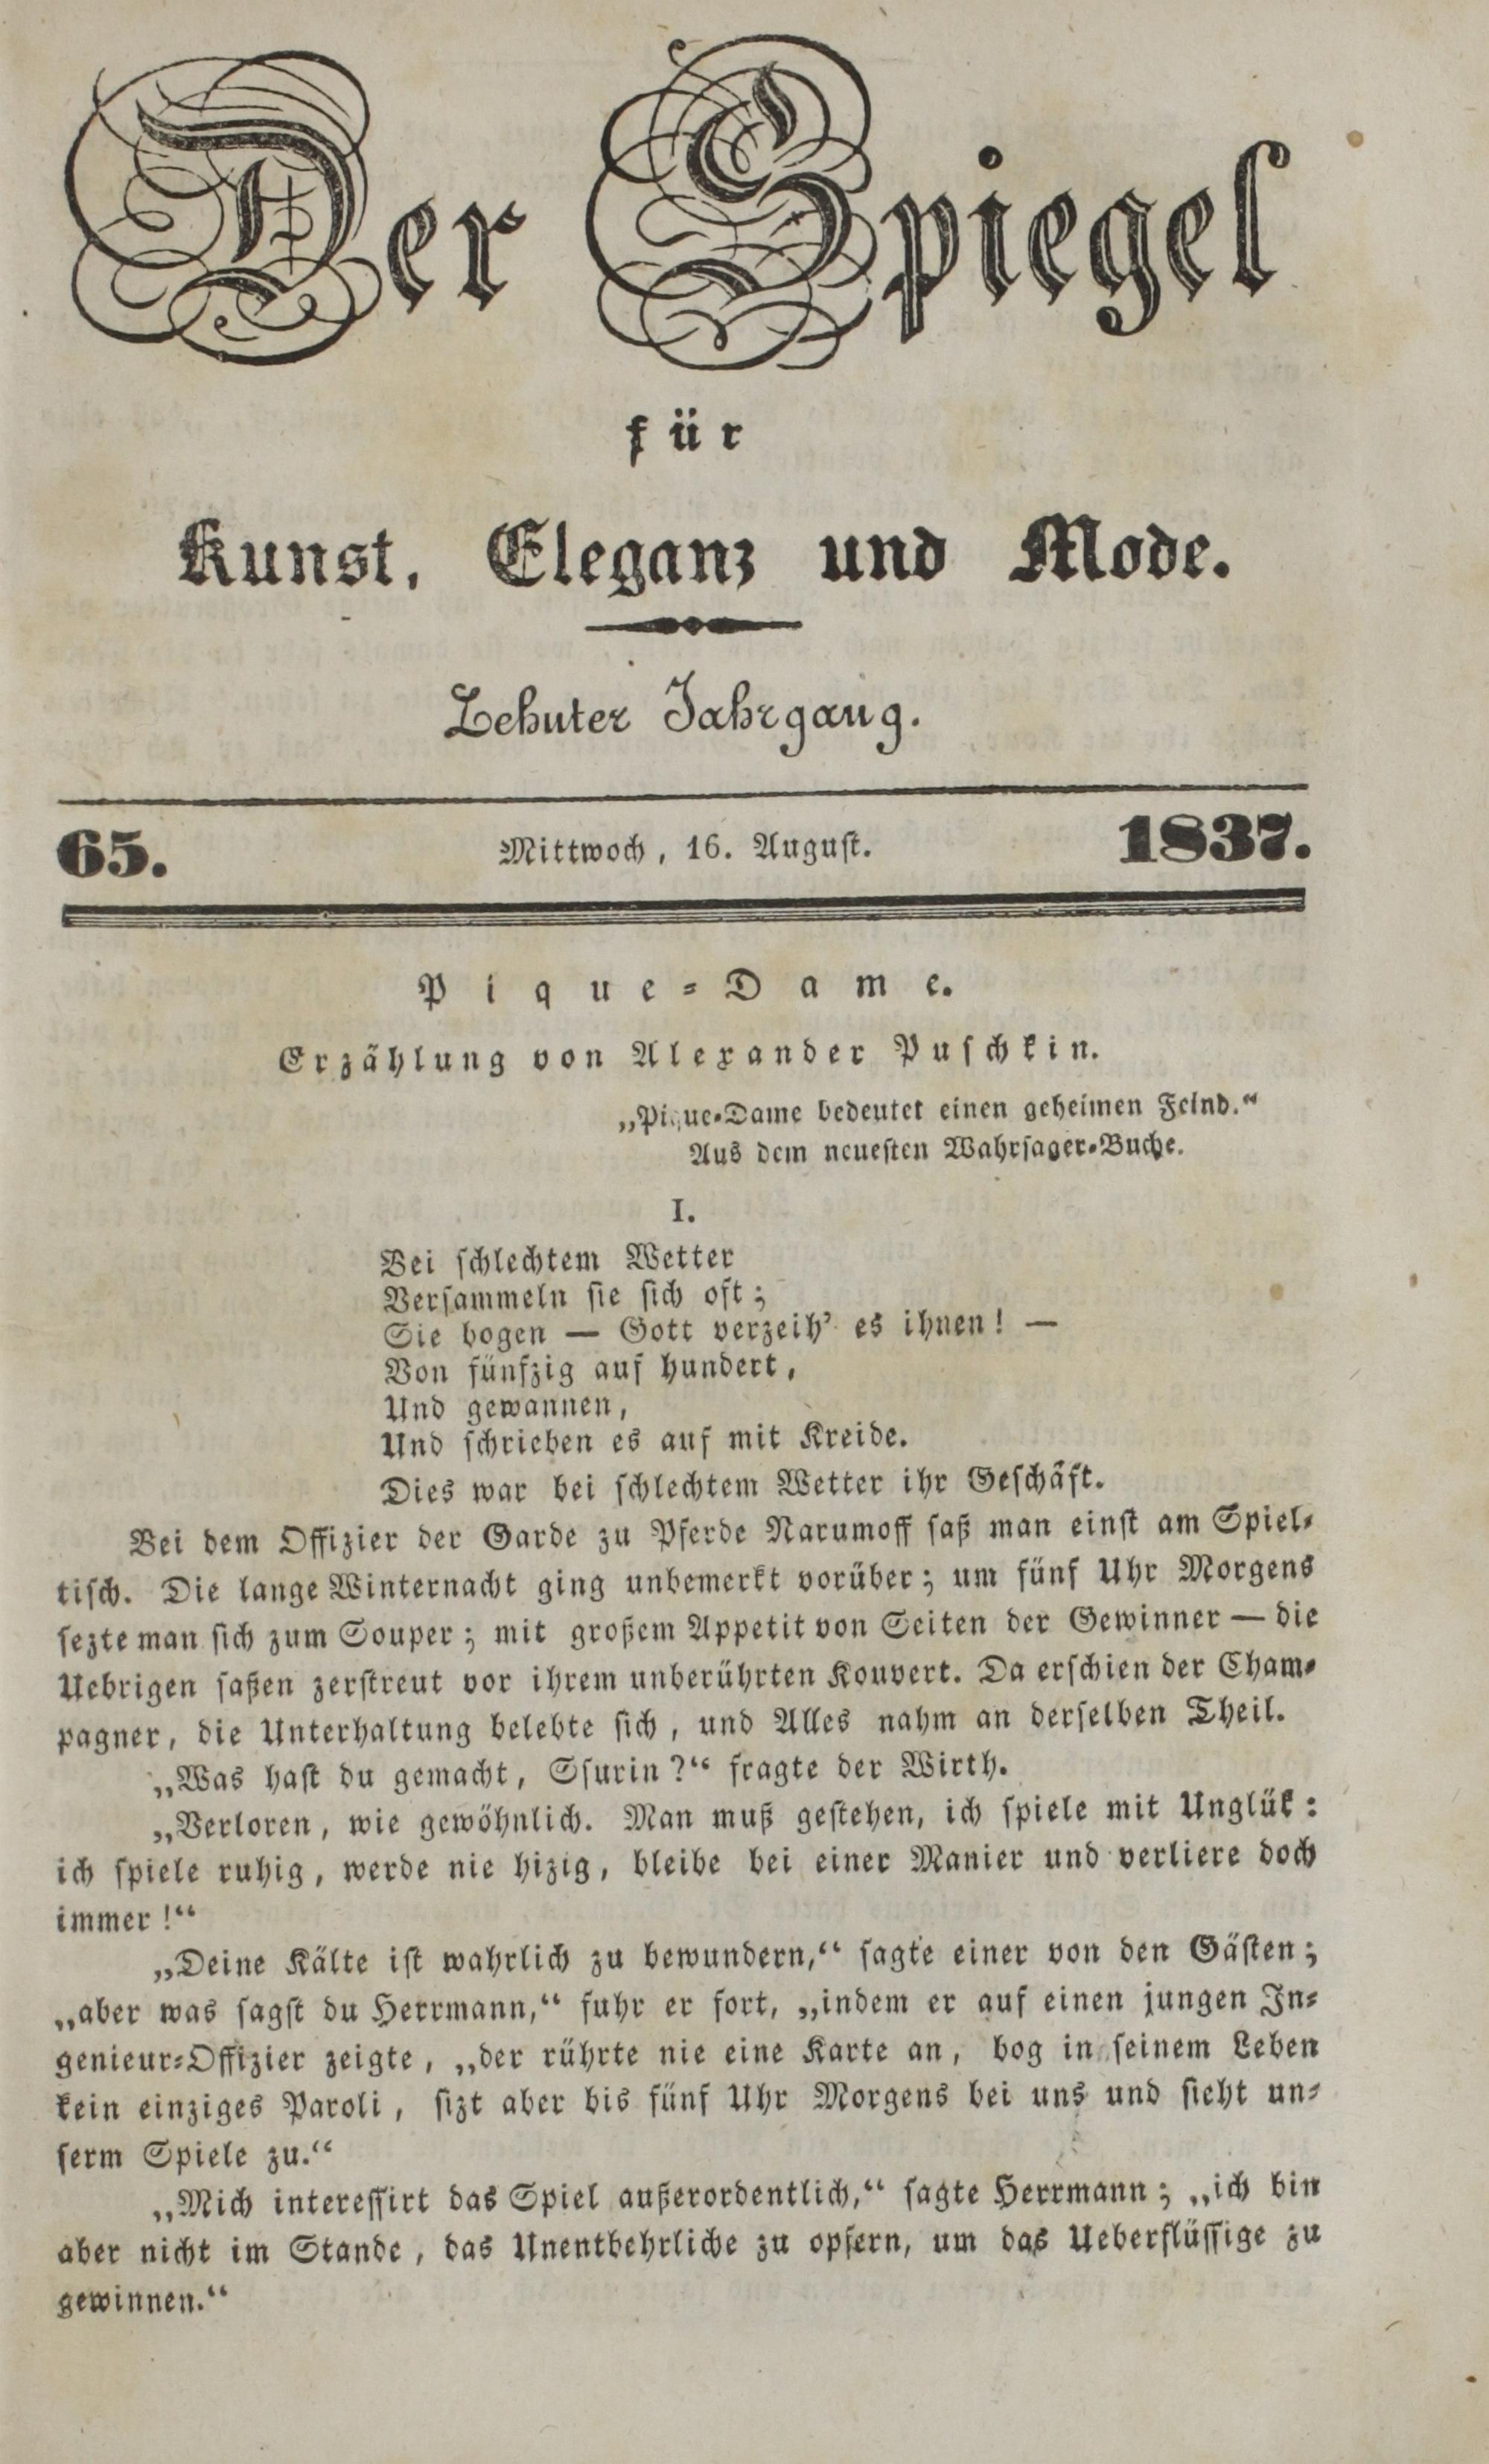 Der Spiegel
für
Kunst, Eleganz und Mode.
Zehnter Jahrgang.
65. Mittwoch, 16. August. 1837.
Pique-Dame.
Erzählung von Alexander Puschkin.
„Pique-Dame bedeutet einen geheimen Feind.“
Aus dem neuesten Wahrsager-Buche.
I.
Bei schlechtem Wetter
Versammeln sie sich oft;
Sie bogen — Gott verzeih' es ihnen! —
Von fünfzig auf hundert,
Und gewannen,
Und schrieben es auf mit Kreide.
Dies war bei schlechtem Wetter ihr Geschäft.
Bei dem Offizier der Garde zu Pferde Narumoff saß man einst am Spiel-
tisch. Die lange Winternacht ging unbemerkt vorüber; um fünf Uhr Morgens
sezte man sich zum Souper; mit großem Appetit von Seiten der Gewinner — die
Uebrigen saßen zerstreut vor ihrem unberührten Kouvert. Da erschien der Cham-
pagner, die Unterhaltung belebte sich, und Alles nahm an derselben Theil.
„Was hast du gemacht, Ssurin?“ fragte der Wirth.
„Verloren, wie gewöhnlich. Man muß gestehen, ich spiele mit Unglük:
ich spiele ruhig, werde nie hizig, bleibe bei einer Manier und verliere doch
immer!“
„Deine Kälte ist wahrlich zu bewundern,“ sagte einer von den Gästen;
„aber was sagst du Herrmann,“ fuhr er fort, „indem er auf einen jungen In-
genieur-Offizier zeigte, „der rührte nie eine Karte an, bog in seinem Leben
kein einziges Paroli, sizt aber bis fünf Uhr Morgens bei uns und sieht un-
serm Spiele zu.“
„Mich interessirt das Spiel außerordentlich,“ sagte Herrmann; „ich bin
aber nicht im Stande, das Unentbehrliche zu opfern, um das Ueberflüssige zu
gewinnen.“